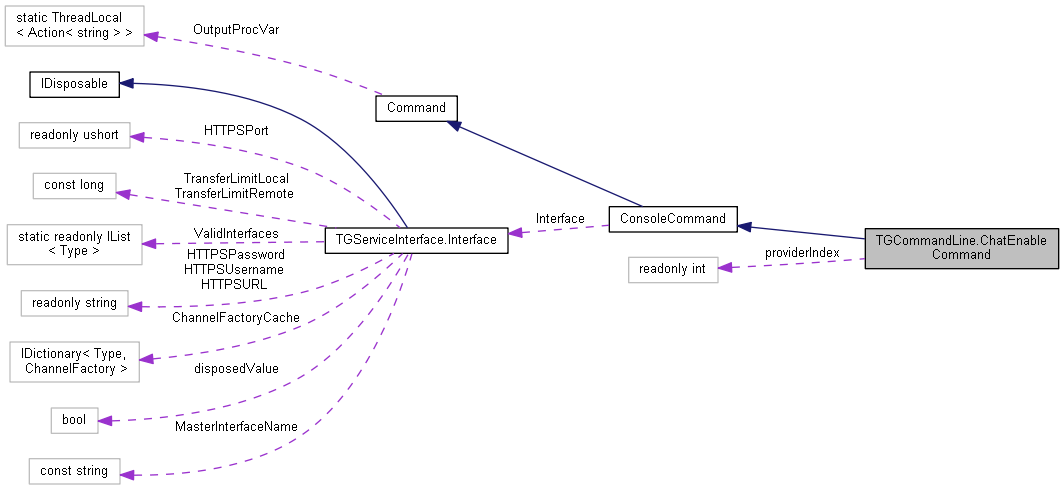 static ThreadLocal
< Action< string > >
OutputProcVar
IDisposable
Command
readonly ushort
HTTPSPort
const long
TransferLimitLocal
TransferLimitRemote
static readonly IList
< Type >
ValidInterfaces
TGServiceInterface.Interface
Interface
ConsoleCommand
TGCommandLine.ChatEnable
Command
providerIndex
readonly int
HTTPSPassword
HTTPSUsername
HTTPSURL
readonly string
ChannelFactoryCache
IDictionary< Type,
ChannelFactory >
disposedValue
bool
MasterInterfaceName
const string